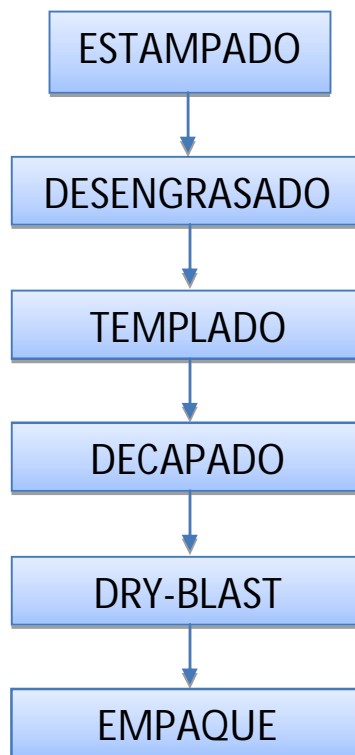 ESTAMPADO
DESENGRASADO
TEMPLADO
DECAPADO
DRY-BLAST
EMPAQUE